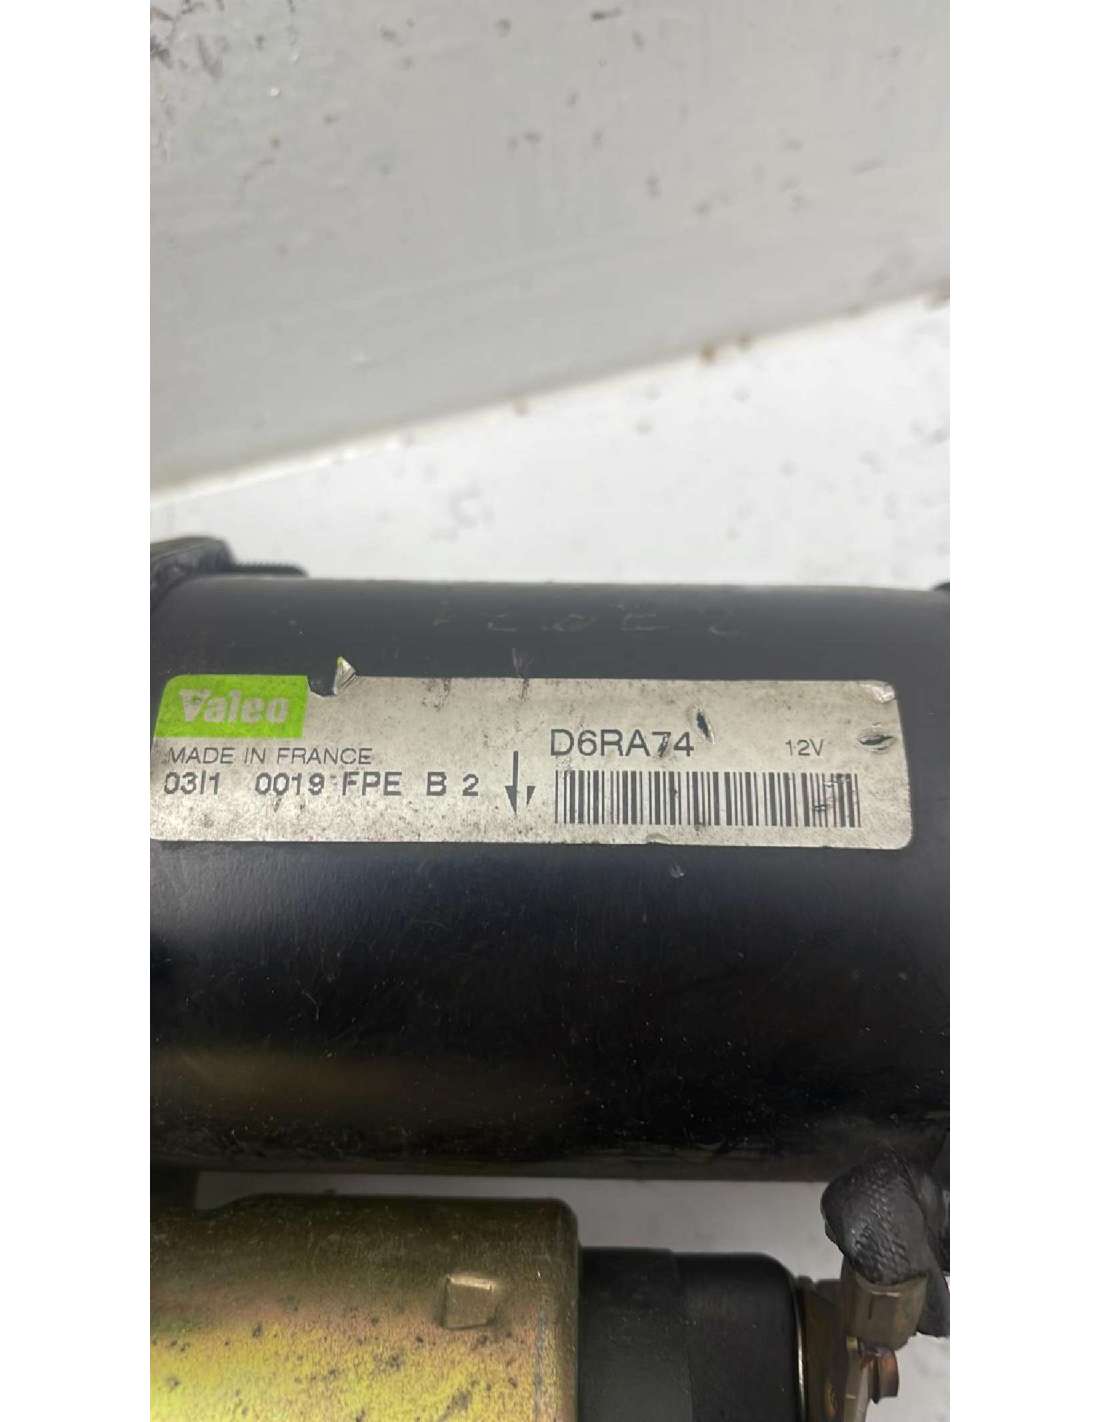 Valeo
MADE IN FRANCE
03/1 0019 FPE B 2
D6RA74 12V